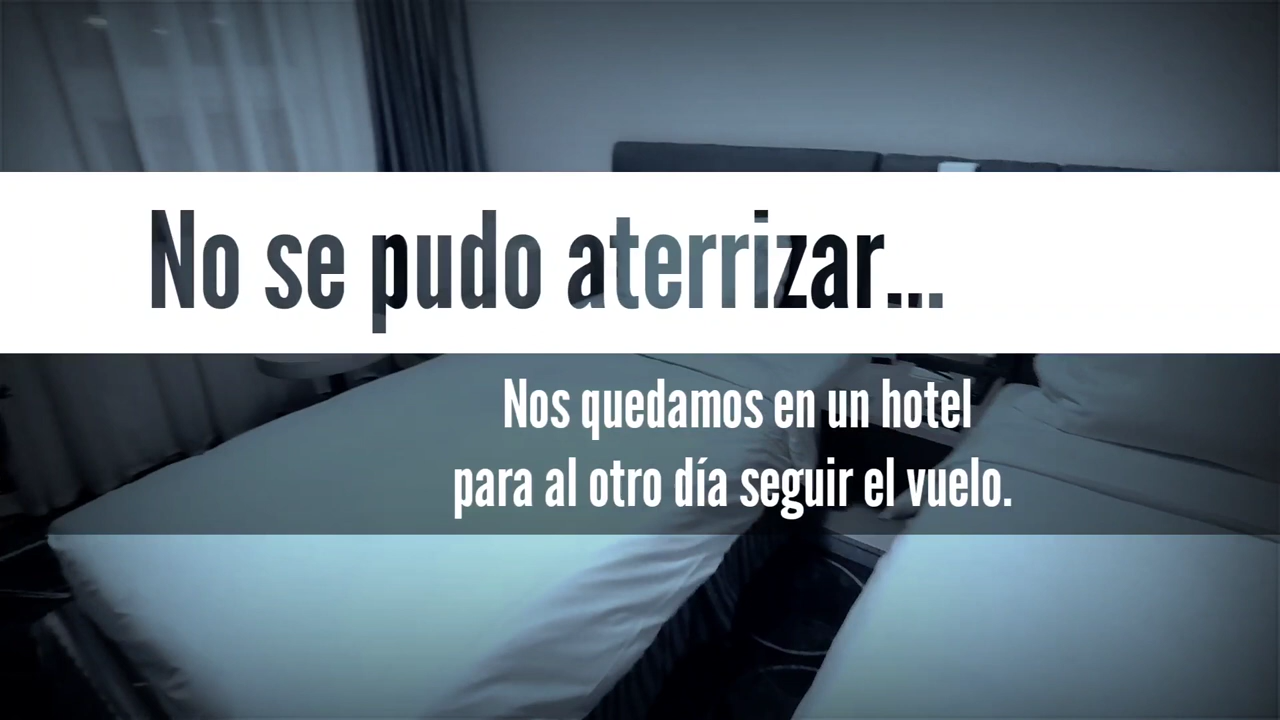 No se pudo aterrizar...
Nos quedamos en un hotel
para al otro día seguir el vuelo.